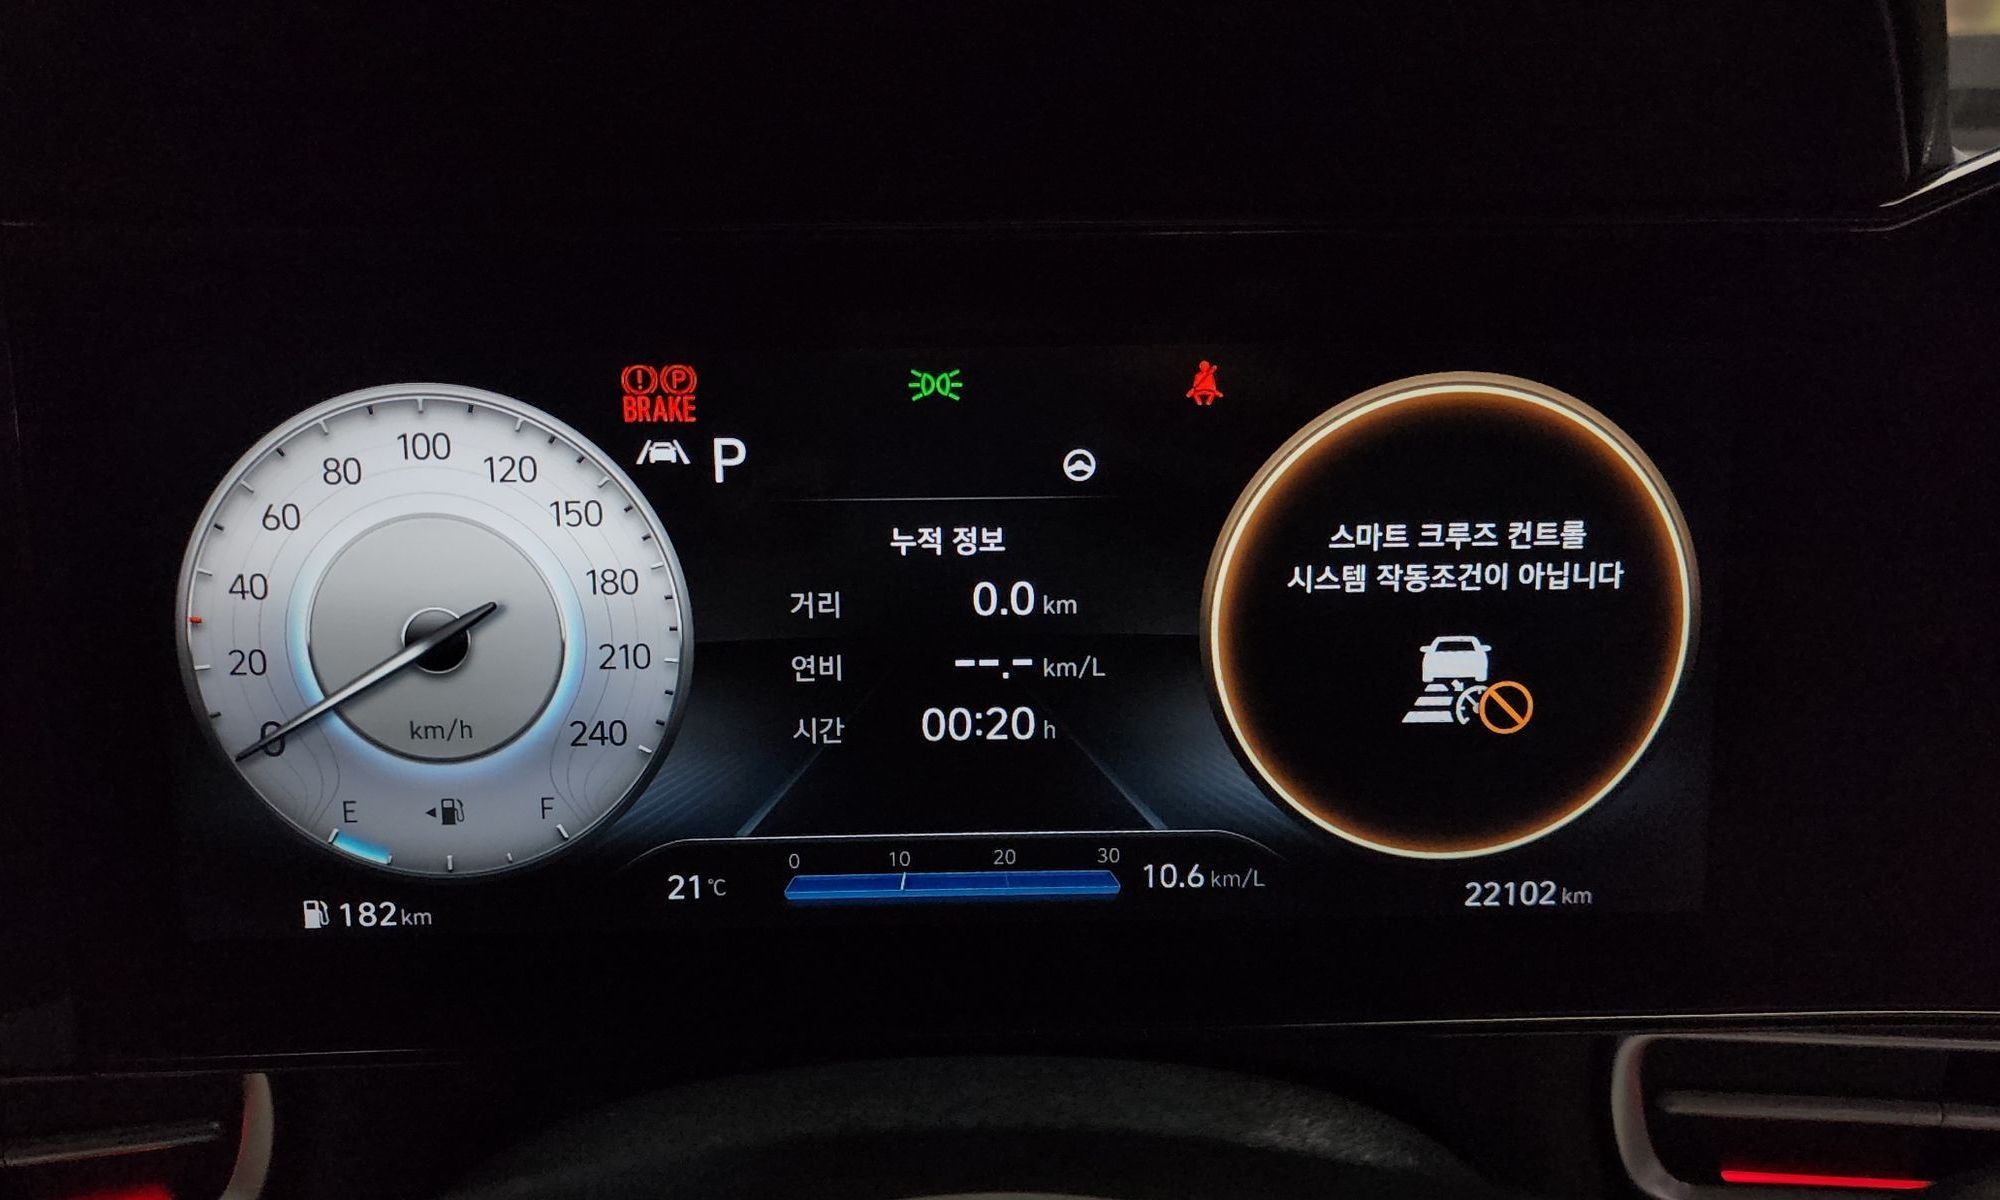 BRAKE
P
누적 정보
거리 0.0 km
연비 --.- km/L
시간 00:20 h
0
20
40
60
80
100
120
150
180
210
240
km/h
E F
182 km
21 ℃
0 10 20 30
10.6 km/L
스마트 크루즈 컨트롤
시스템 작동조건이 아닙니다
22102 km